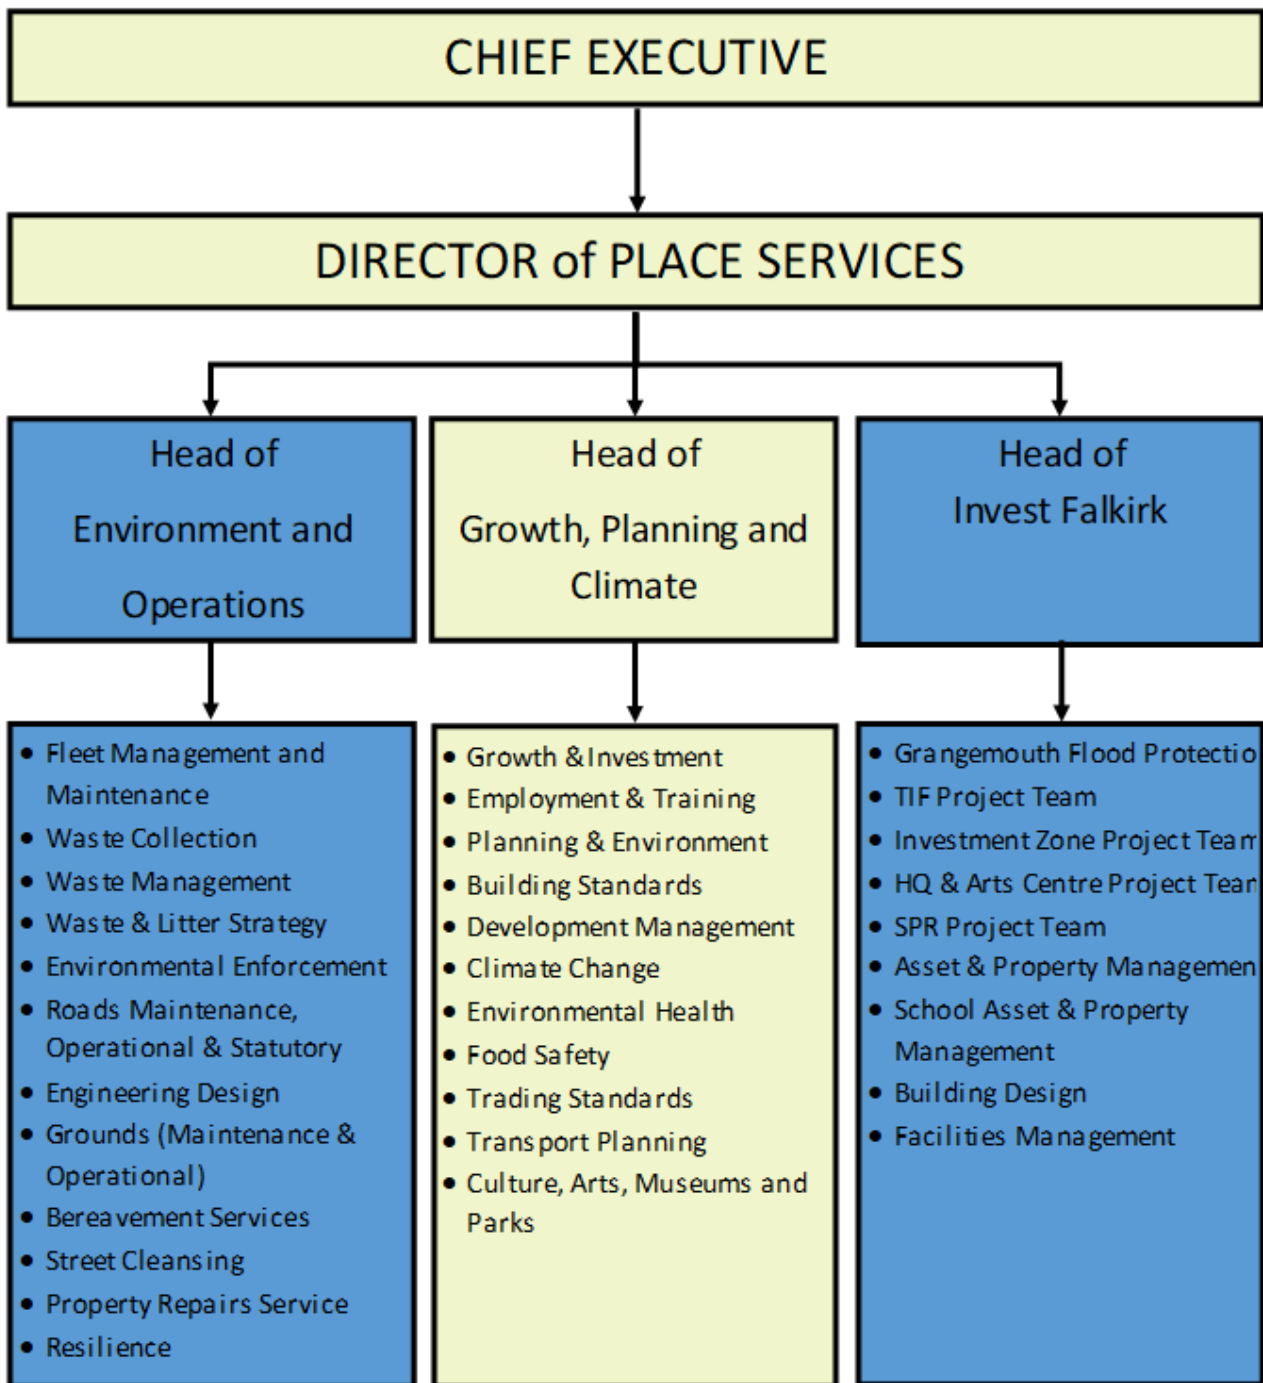 CHIEF EXECUTIVE
DIRECTOR of PLACE SERVICES
Head of
Environment and
Operations
Head of
Growth, Planning and
Climate
Head of
Invest Falkirk
• Fleet Management and
Maintenance
• Waste Collection
• Waste Management
• Waste & Litter Strategy
• Environmental Enforcement
• Roads Maintenance,
Operational & Statutory
• Engineering Design
• Grounds (Maintenance &
Operational)
• Bereavement Services
• Street Cleansing
• Property Repairs Service
• Resilience
• Growth & Investment
• Employment & Training
• Planning & Environment
• Building Standards
• Development Management
• Climate Change
• Environmental Health
• Food Safety
• Trading Standards
• Transport Planning
• Culture, Arts, Museums and
Parks
• Grangemouth Flood Protectio
• TIF Project Team
• Investment Zone Project Team
• HQ & Arts Centre Project Team
• SPR Project Team
• Asset & Property Managemen
• School Asset & Property
Management
• Building Design
• Facilities Management